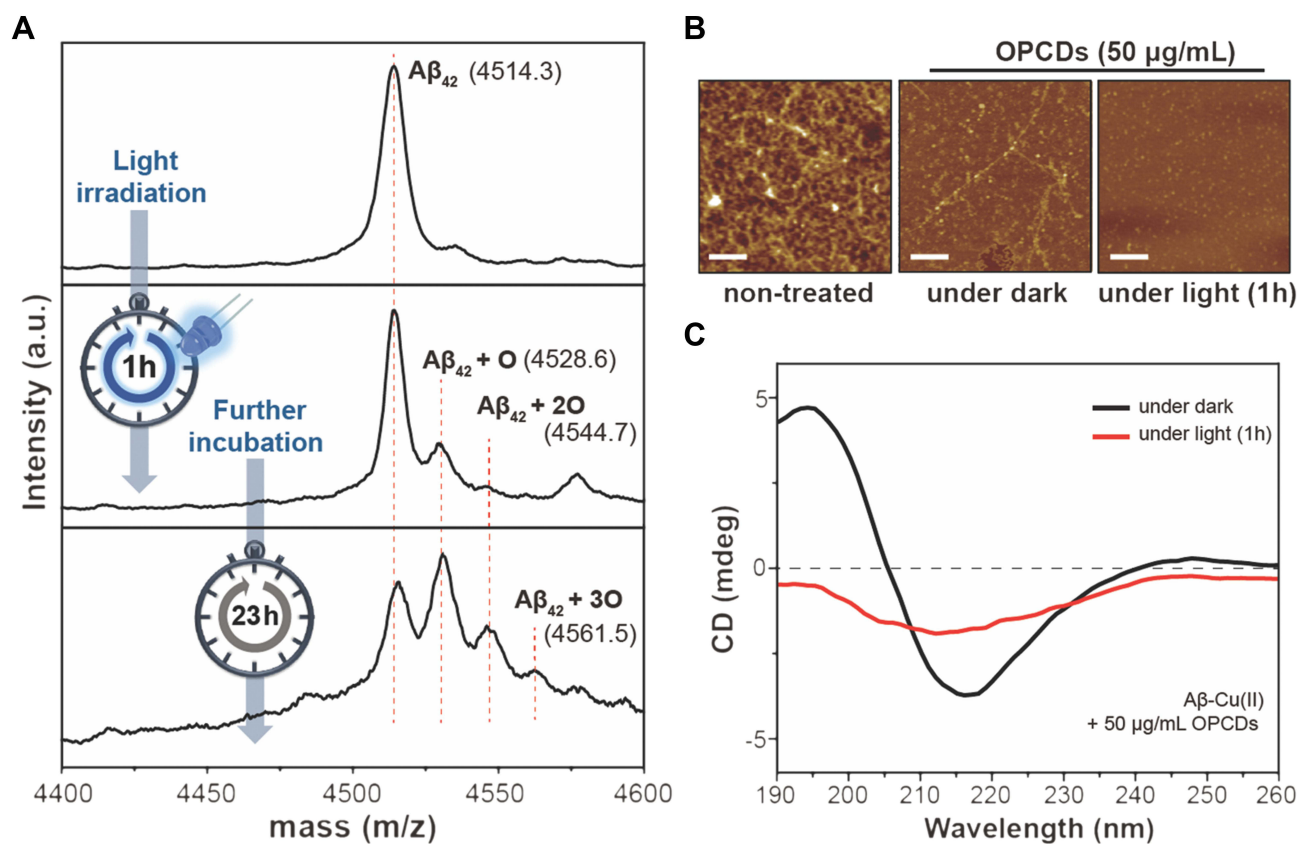 A
Aβ42 (4514.3)
Light
irradiation
1h
Aβ42 + O (4528.6)
Aβ42 + 2O
(4544.7)
Further
incubation
23h
Aβ42 + 3O
(4561.5)
Intensity (a.u.)
4400 4450 4500 4550 4600
mass (m/z)
B
OPCDs (50 µg/mL)
non-treated under dark under light (1h)
C
5
0
-5
CD (mdeg)
under dark
under light (1h)
Aβ-Cu(II)
+ 50 µg/mL OPCDs
190 200 210 220 230 240 250 260
Wavelength (nm)